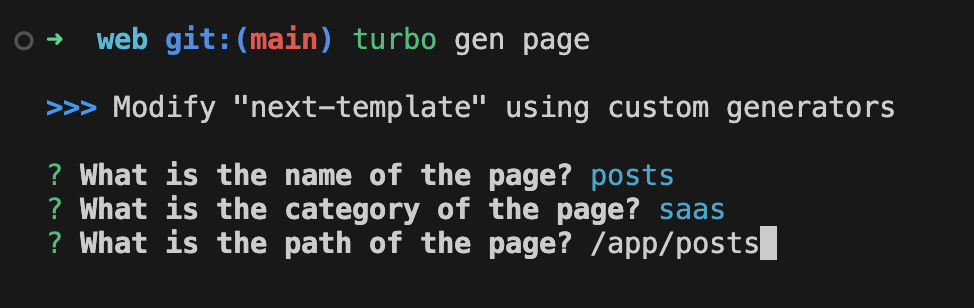 ➜  web git:(main) turbo gen page
>>> Modify "next-template" using custom generators
? What is the name of the page? posts
? What is the category of the page? saas
? What is the path of the page? /app/posts